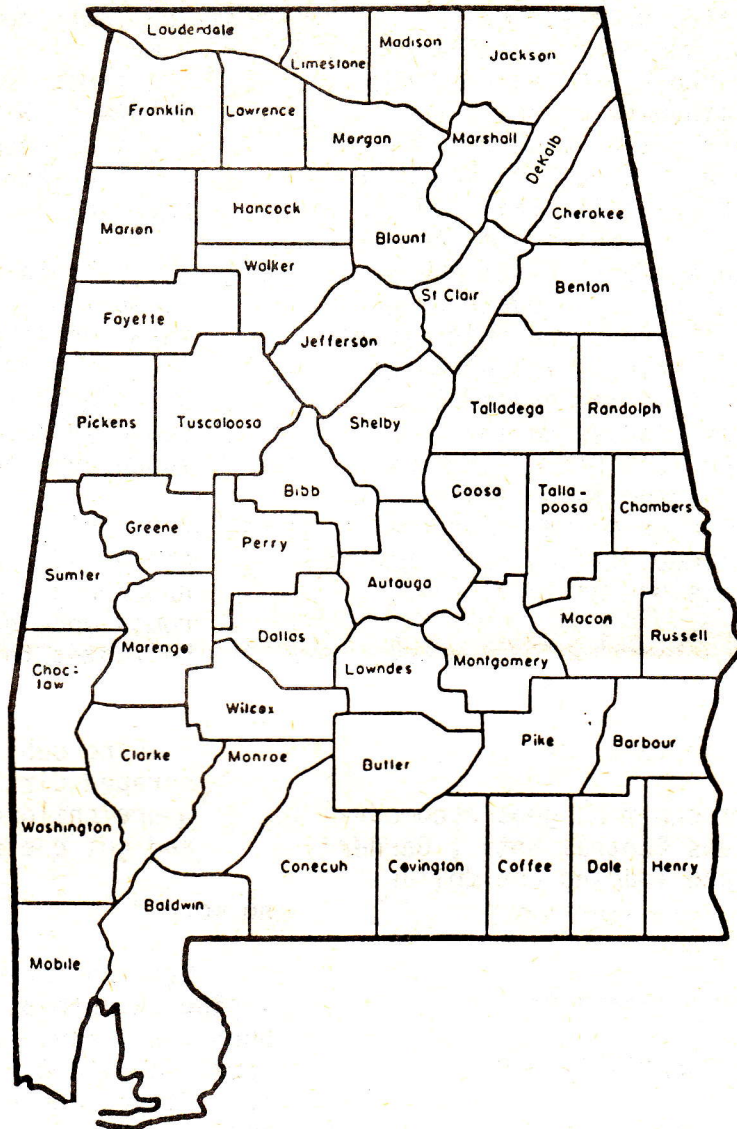 Lauderdale
Limestone
Madison
Jackson
Franklin
Lawrence
Morgan
Marshall
DeKalb
Cherokee
Marion
Hancock
Blount
Walker
St Clair
Benton
Fayette
Jefferson
Pickens
Tuscaloosa
Shelby
Talladega
Randolph
Bibb
Coosa
Talla-
poosa
Chambers
Greene
Perry
Sumter
Autauga
Macon
Russell
Marengo
Dallas
Lowndes
Montgomery
Choc-
taw
Wilcox
Clarke
Monroe
Butler
Pike
Barbour
Washington
Conecuh
Covington
Coffee
Dale
Henry
Baldwin
Mobile